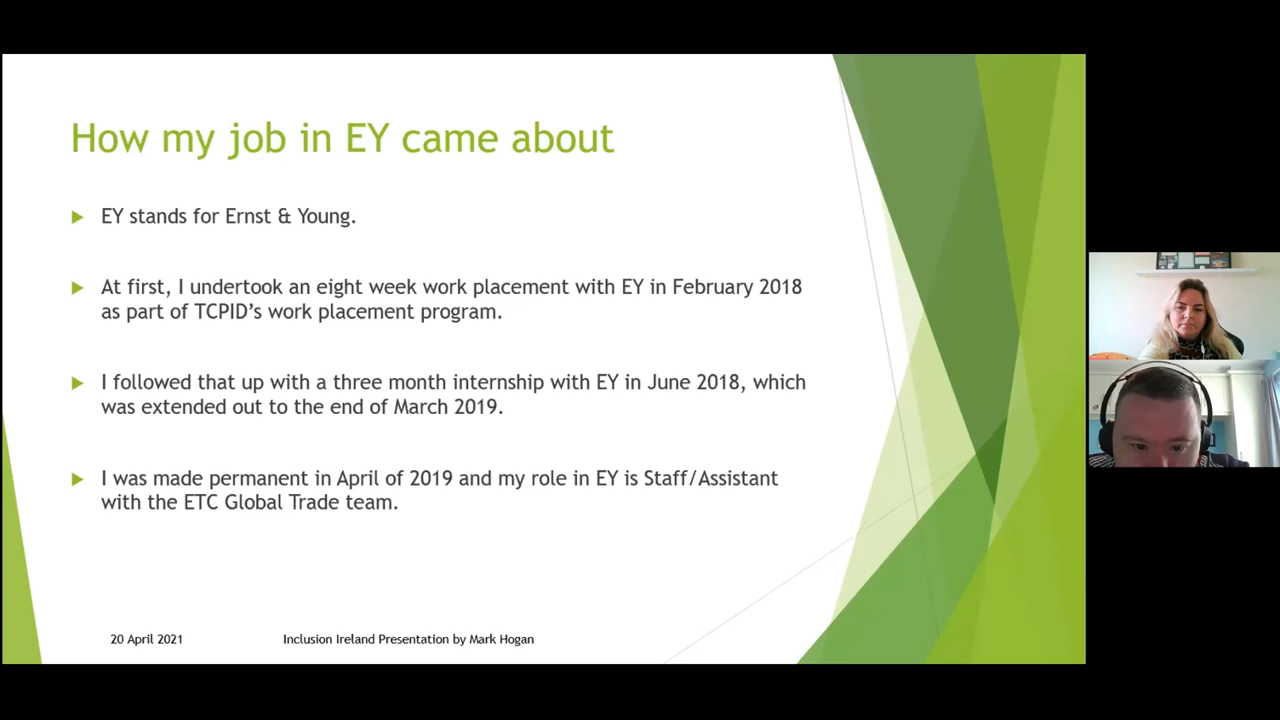 How my job in EY came about
EY stands for Ernst & Young.
At first, I undertook an eight week work placement with EY in February 2018
as part of TCPID’s work placement program.
I followed that up with a three month internship with EY in June 2018, which
was extended out to the end of March 2019.
I was made permanent in April of 2019 and my role in EY is Staff/Assistant
with the ETC Global Trade team.
20 April 2021
Inclusion Ireland Presentation by Mark Hogan